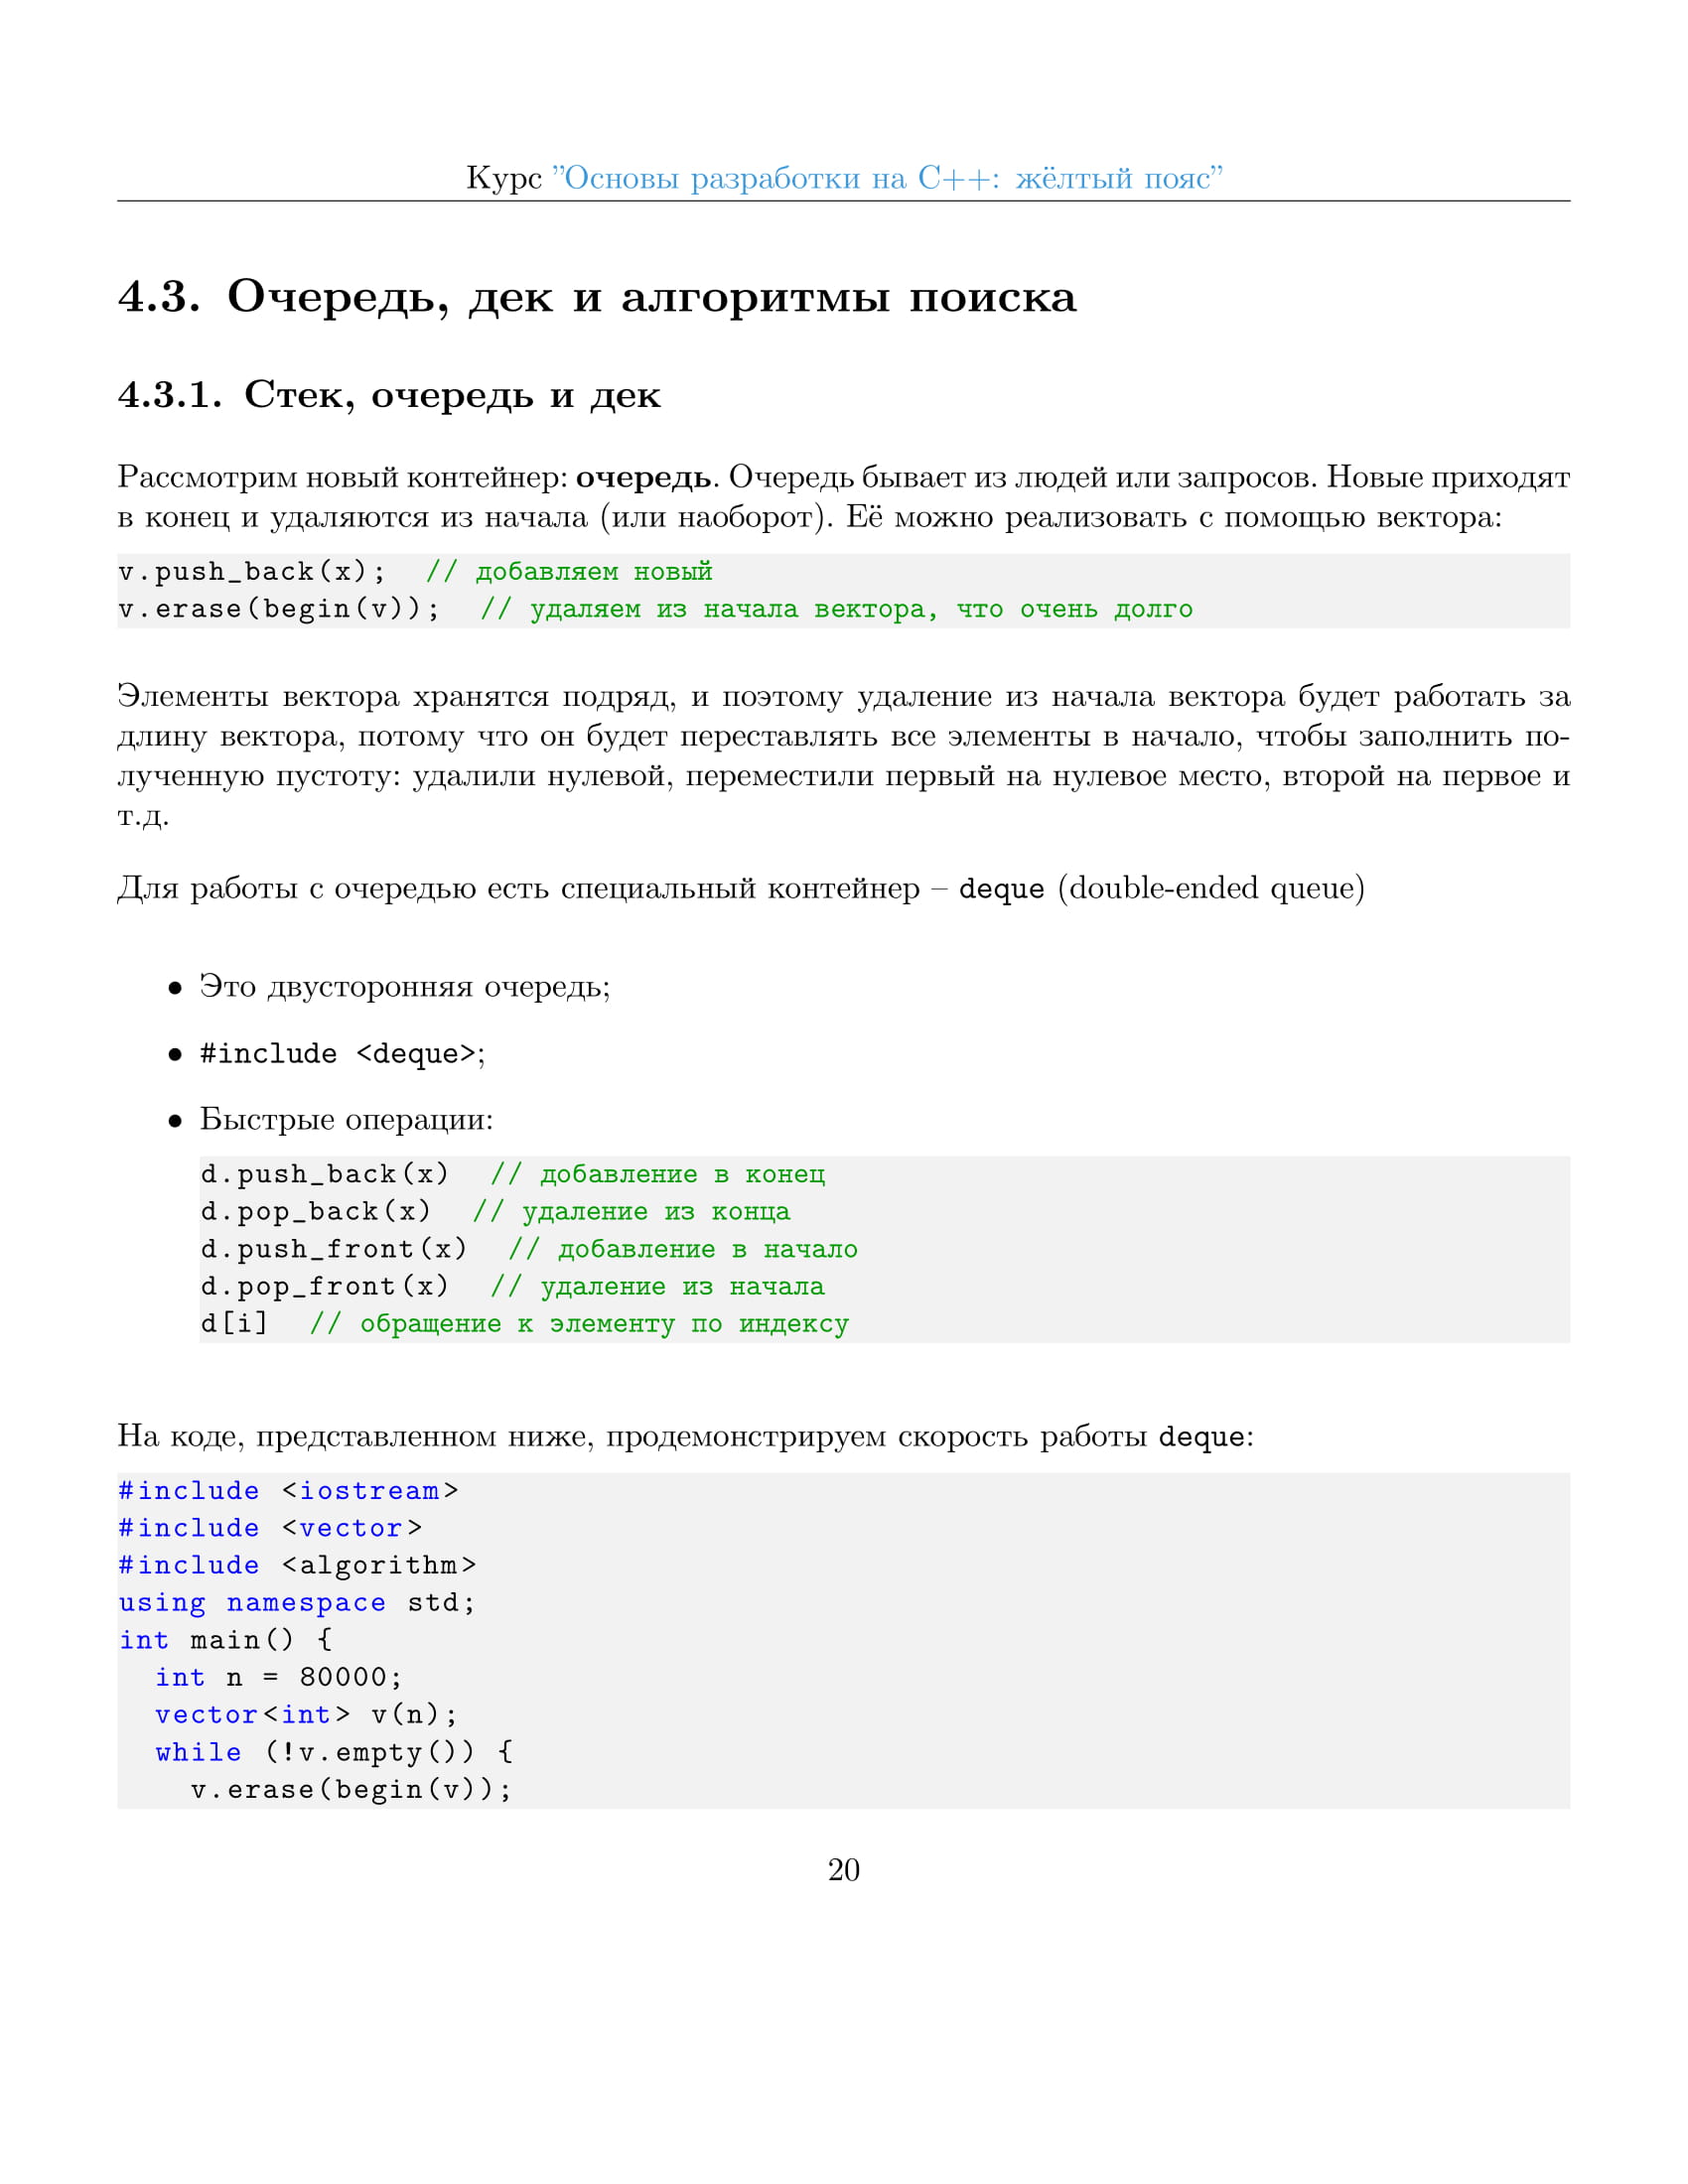 Курс ”Основы разработки на C++: жёлтый пояс”
4.3. Очередь, дек и алгоритмы поиска
4.3.1. Стек, очередь и дек
Рассмотрим новый контейнер: очередь. Очередь бывает из людей или запросов. Новые приходят
в конец и удаляются из начала (или наоборот). Её можно реализовать с помощью вектора:
v.push_back(x);  // добавляем новый
v.erase(begin(v));  // удаляем из начала вектора, что очень долго
Элементы вектора хранятся подряд, и поэтому удаление из начала вектора будет работать за
длину вектора, потому что он будет переставлять все элементы в начало, чтобы заполнить по-
лученную пустоту: удалили нулевой, переместили первый на нулевое место, второй на первое и
т.д.
Для работы с очередью есть специальный контейнер – deque (double-ended queue)
• Это двусторонняя очередь;
• #include <deque>;
• Быстрые операции:
d.push_back(x)  // добавление в конец
d.pop_back(x)  // удаление из конца
d.push_front(x)  // добавление в начало
d.pop_front(x)  // удаление из начала
d[i]  // обращение к элементу по индексу
На коде, представленном ниже, продемонстрируем скорость работы deque:
#include <iostream>
#include <vector>
#include <algorithm>
using namespace std;
int main() {
  int n = 80000;
  vector<int> v(n);
  while (!v.empty()) {
    v.erase(begin(v));
20